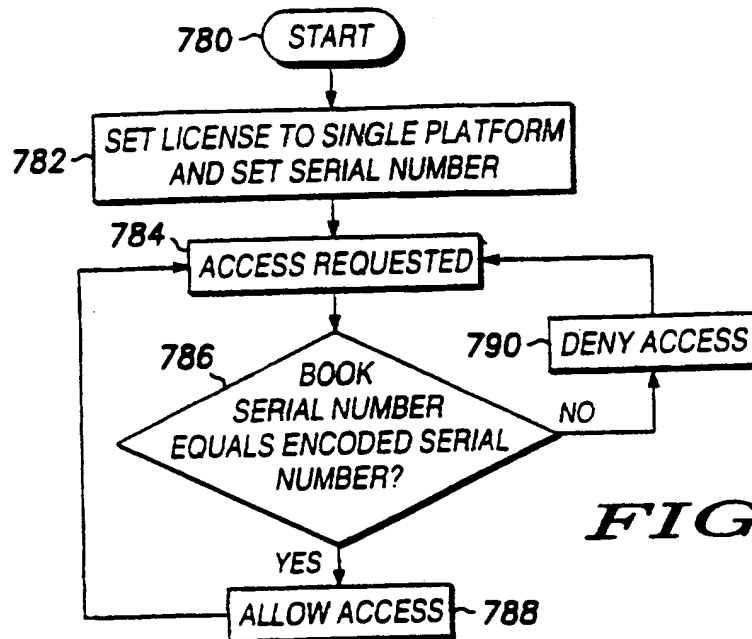 780 START
782 SET LICENSE TO SINGLE PLATFORM
AND SET SERIAL NUMBER
784
ACCESS REQUESTED
786
BOOK
SERIAL NUMBER
EQUALS ENCODED SERIAL
NUMBER?
NO
790 DENY ACCESS
YES
ALLOW ACCESS 788
FIG